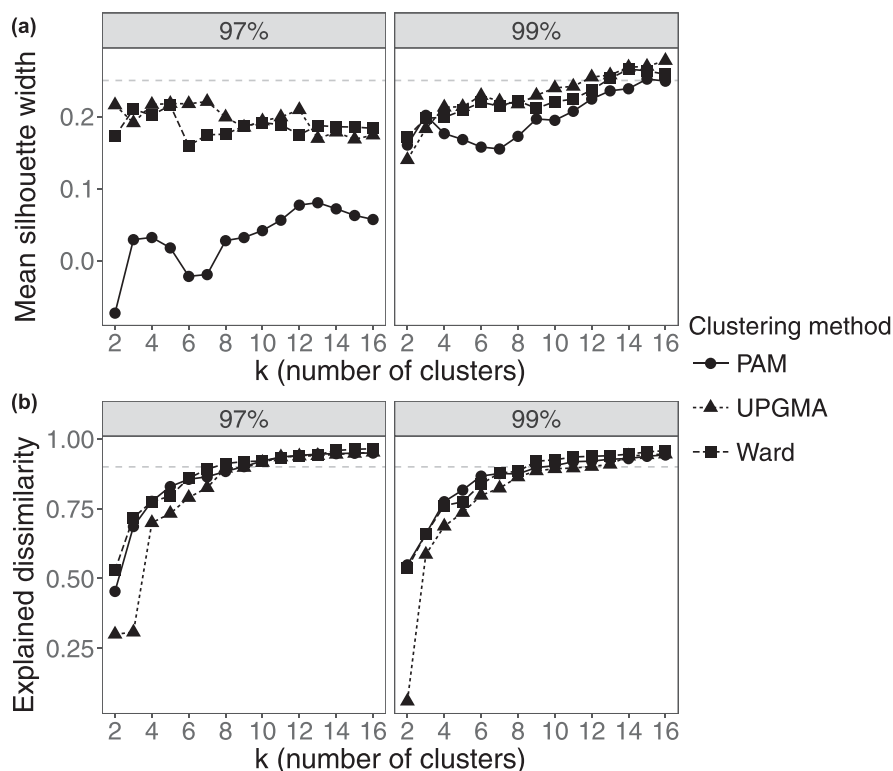 (a)
97%
99%
Mean silhouette width
0.2
0.1
0.0
2 4 6 8 10 12 14 16
2 4 6 8 10 12 14 16
k (number of clusters)
Clustering method
PAM
UPGMA
Ward
(b)
97%
99%
Explained dissimilarity
1.00
0.75
0.50
0.25
2 4 6 8 10 12 14 16
2 4 6 8 10 12 14 16
k (number of clusters)